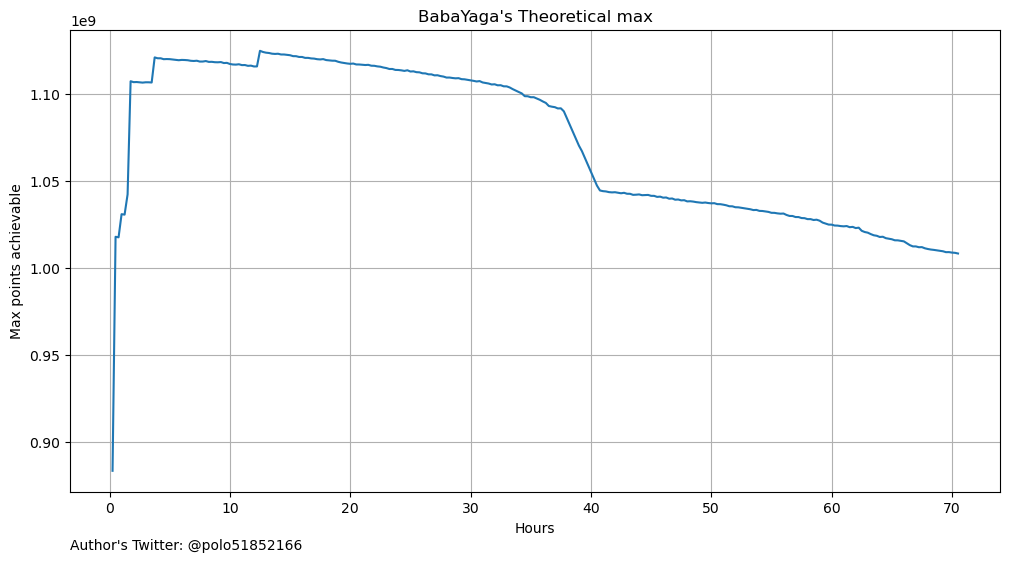 BabaYaga's Theoretical max
1e9
Max points achievable
1.10
1.05
1.00
0.95
0.90
0 10 20 30 40 50 60 70
Hours
Author's Twitter: @polo51852166